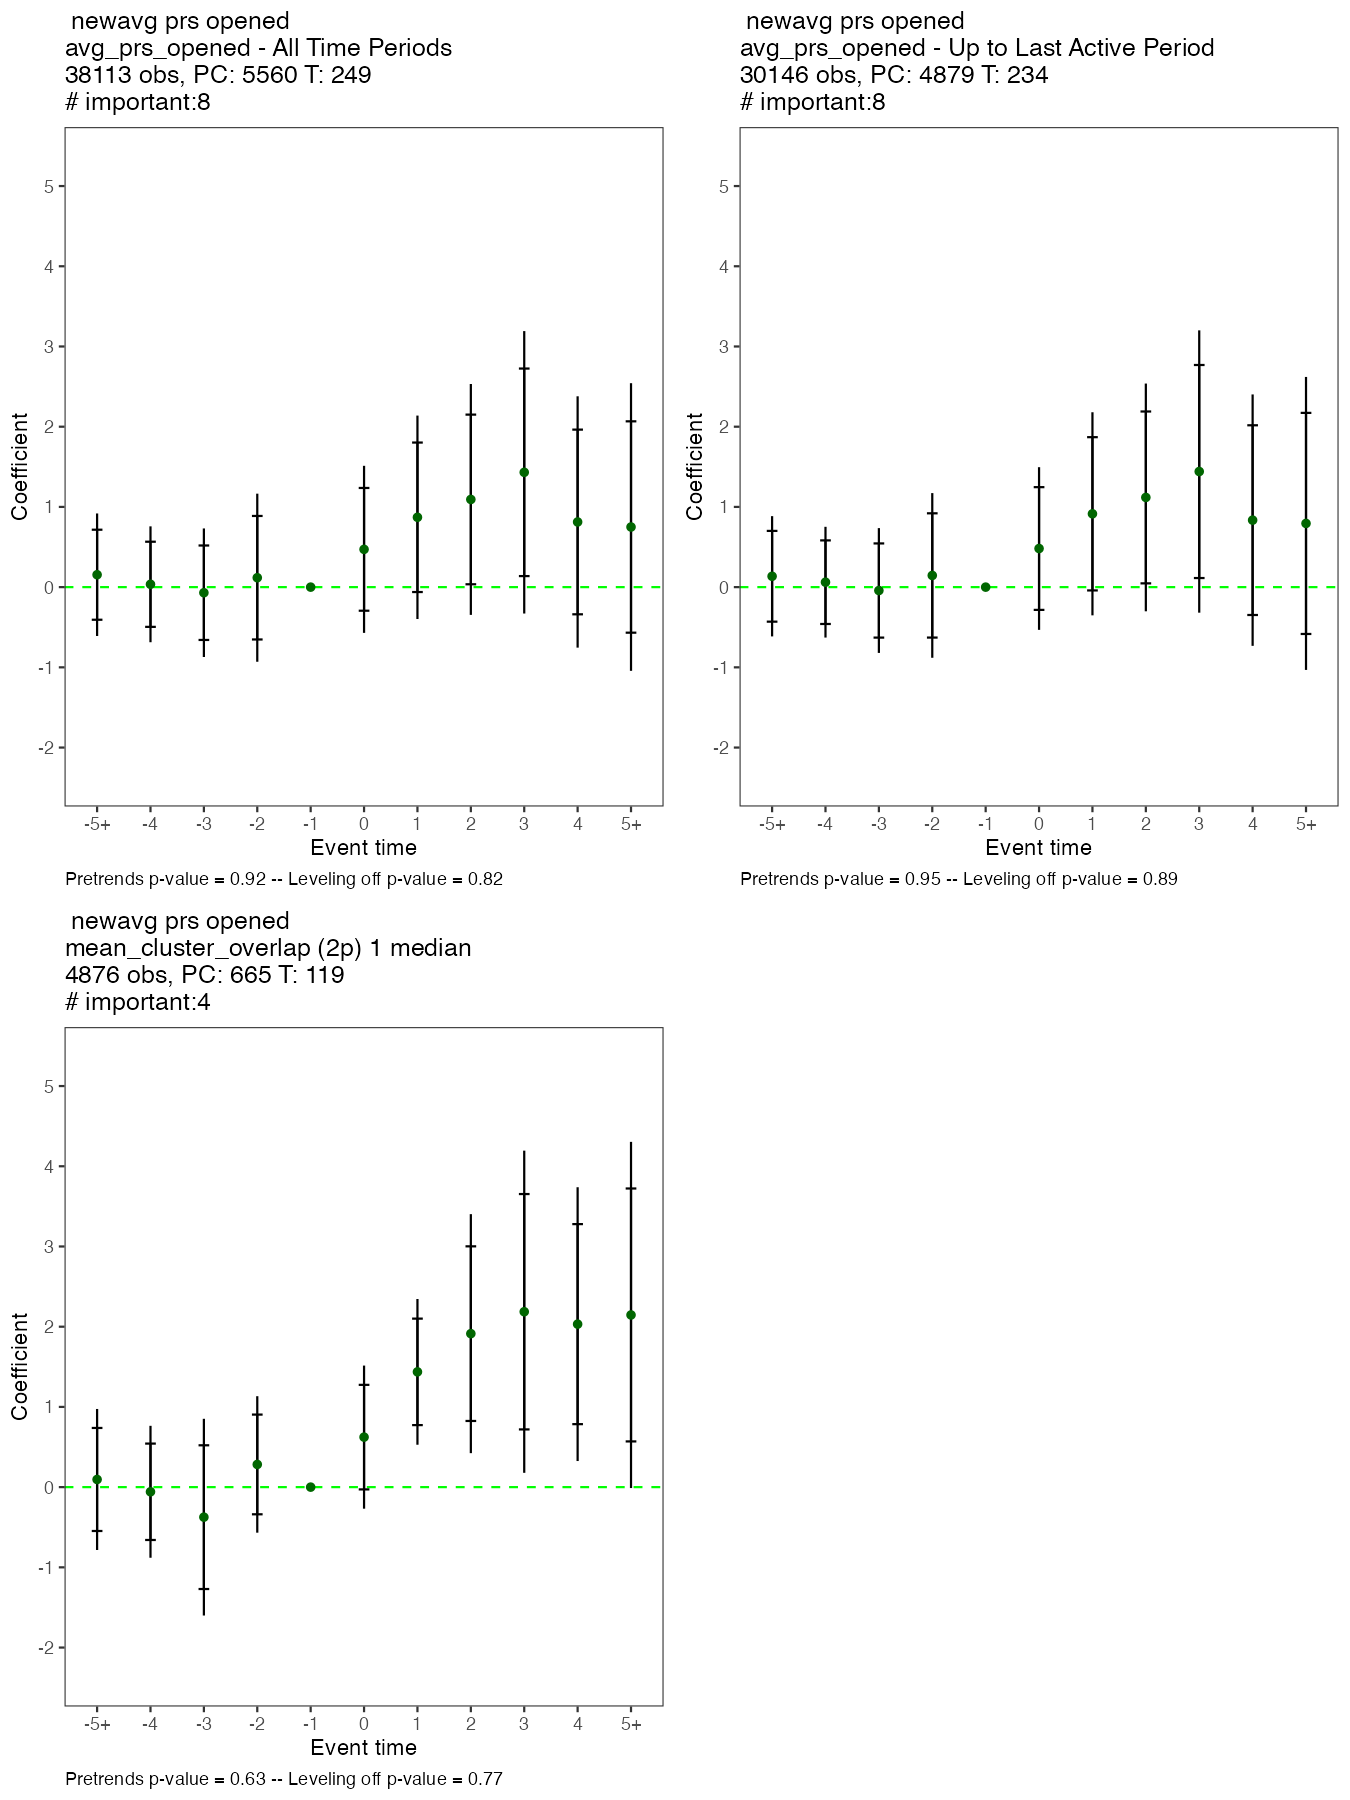 newavg prs opened
avg_prs_opened - All Time Periods
38113 obs, PC: 5560 T: 249
# important:8
5
4
3
2
1
0
-1
-2
Coefficient
-5+ -4 -3 -2 -1 0 1 2 3 4 5+
Event time
Pretrends p-value = 0.92 -- Leveling off p-value = 0.82
newavg prs opened
avg_prs_opened - Up to Last Active Period
30146 obs, PC: 4879 T: 234
# important:8
5
4
3
2
1
0
-1
-2
Coefficient
-5+ -4 -3 -2 -1 0 1 2 3 4 5+
Event time
Pretrends p-value = 0.95 -- Leveling off p-value = 0.89
newavg prs opened
mean_cluster_overlap (2p) 1 median
4876 obs, PC: 665 T: 119
# important:4
5
4
3
2
1
0
-1
-2
Coefficient
-5+ -4 -3 -2 -1 0 1 2 3 4 5+
Event time
Pretrends p-value = 0.63 -- Leveling off p-value = 0.77